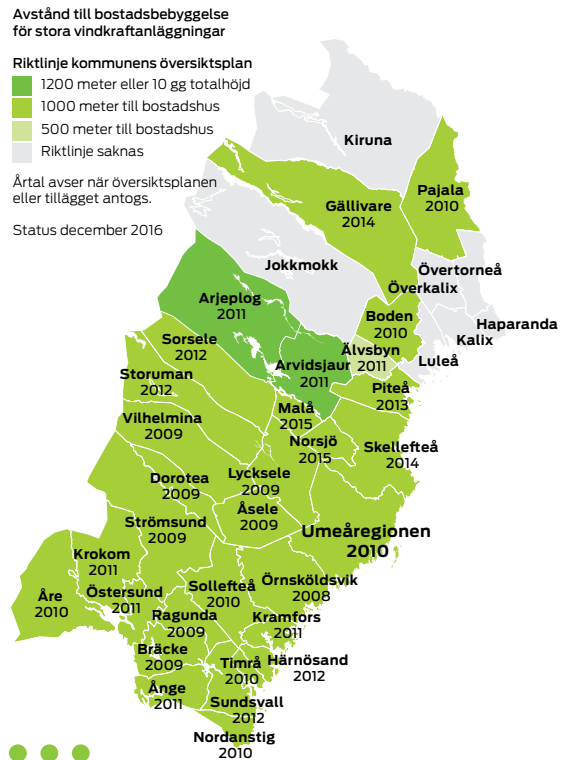 Avstånd till bostadsbebyggelse
för stora vindkraftanläggningar
Riktlinje kommunens översiktsplan
1200 meter eller 10 gg totalhöjd
1000 meter till bostadshus
500 meter till bostadshus
Riktlinje saknas
Årtal avser när översiktsplanen
eller tillägget antogs.
Status december 2016
Kiruna
Pajala
2010
Gällivare
2014
Jokkmokk
Övertorneå
Överkalix
Arjeplog
2011
Boden
2010
Haparanda
Kalix
Luleå
Sorsele
2012
Älvsbyn
2011
Arvidsjaur
2011
Storuman
2012
Piteå
2013
Malå
2015
Vilhelmina
2009
Norsjö
2015
Skellefteå
2014
Dorotea
2009
Lycksele
2009
Åsele
2009
Strömsund
2009
Umeåregionen
2010
Krokom
2011
Åre
2010
Östersund
2011
Sollefteå
2010
Örnsköldsvik
2008
Ragunda
2009
Kramfors
2011
Bräcke
2009
Timrå
2010
Härnösand
2012
Ånge
2011
Sundsvall
2012
Nordanstig
2010